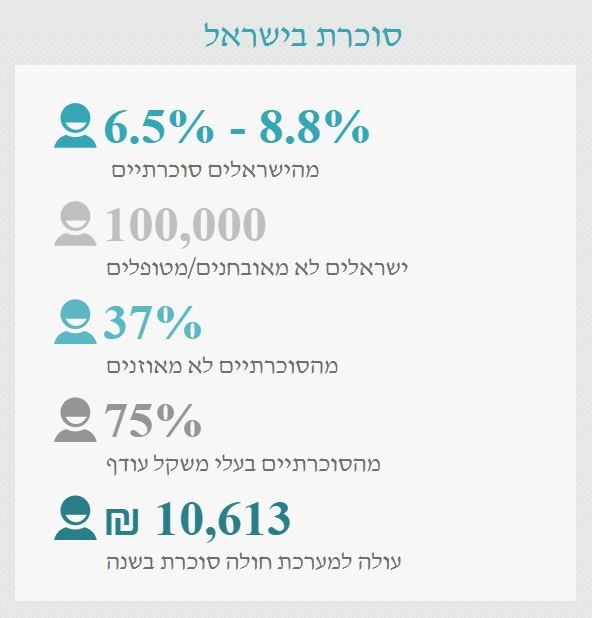 סוכרת בישראל
6.5% - 8.8%
מהישראלים סוכרתיים
100,000
ישראלים לא מאובחנים/מטופלים
37%
מהסוכרתיים לא מאוזנים
75%
מהסוכרתיים בעלי משקל עודף
₪ 10,613
עולה למערכת חולה סוכרת בשנה